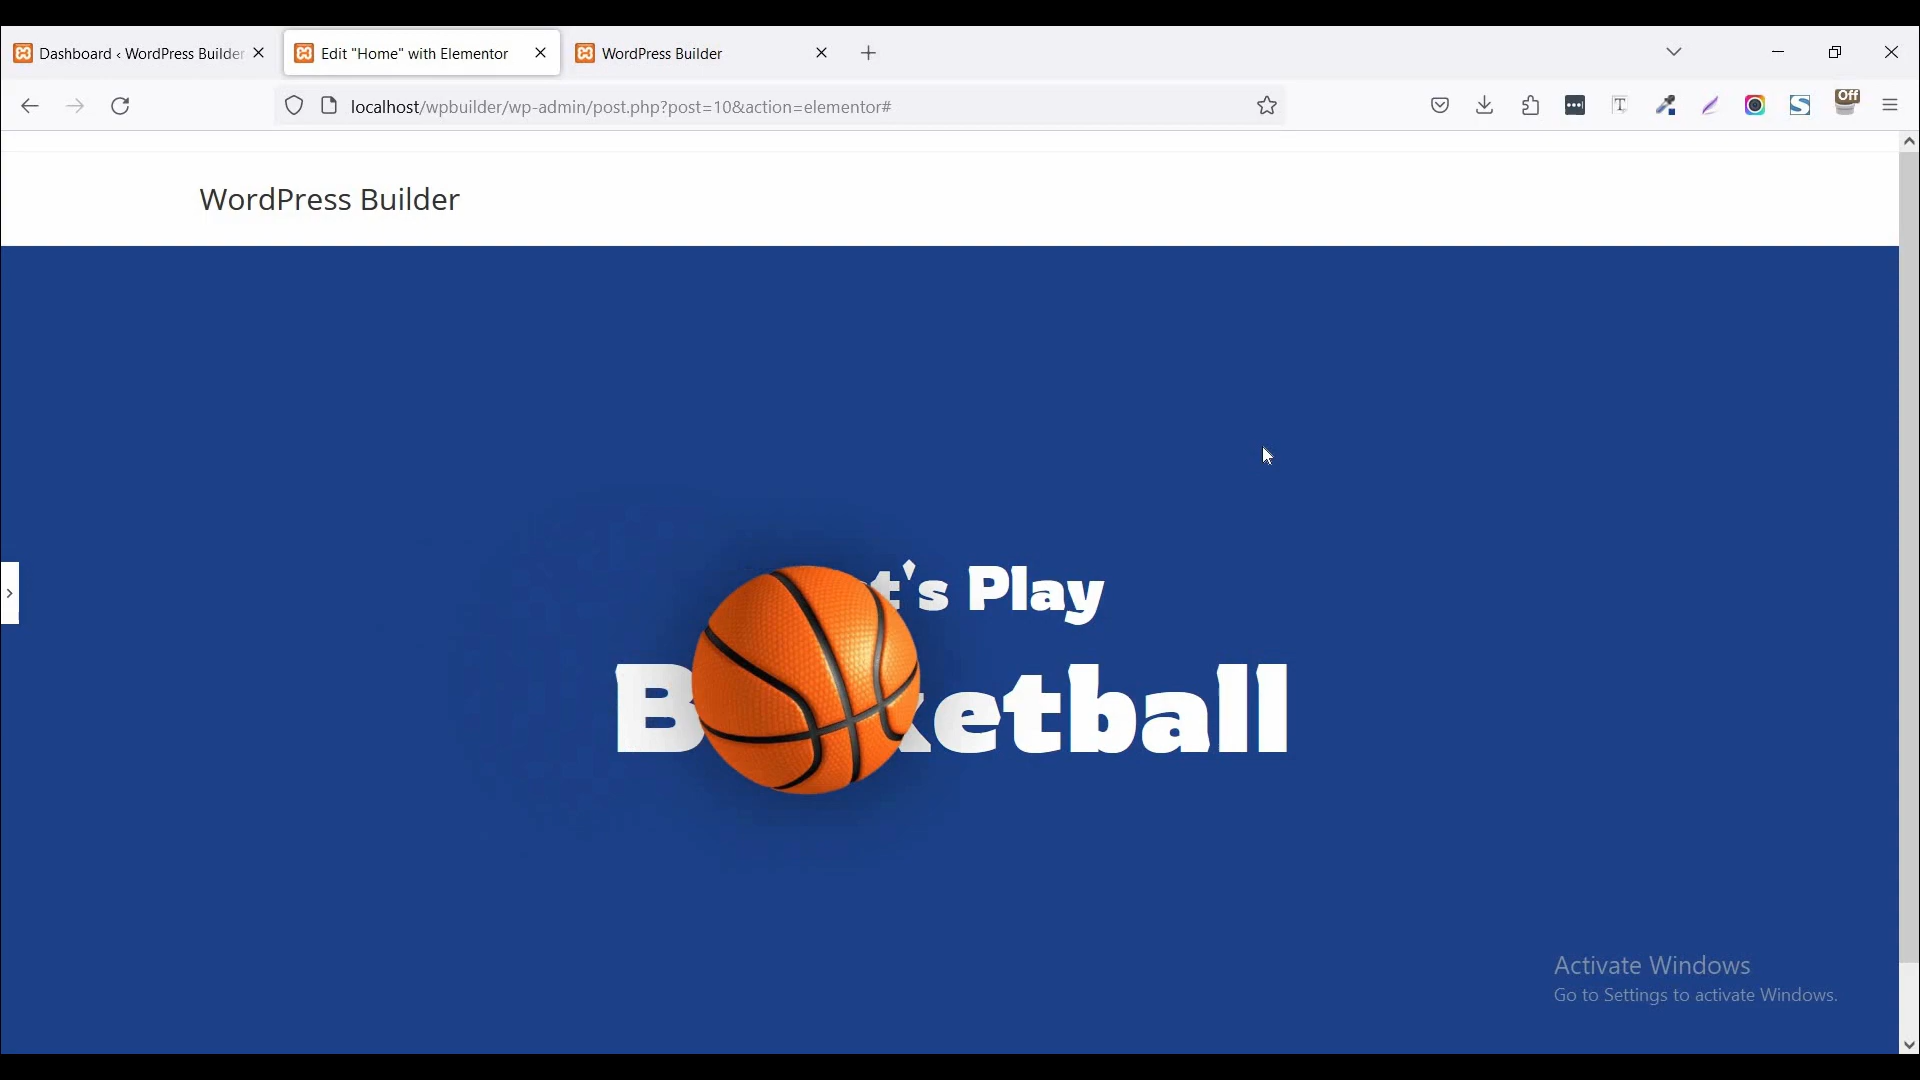 Dashboard ‹ WordPress Builder
Edit "Home" with Elementor
WordPress Builder
localhost/wpbuilder/wp-admin/post.php?post=10&action=elementor#
Off
WordPress Builder
's Play
Activate Windows
Go to Settings to activate Windows.